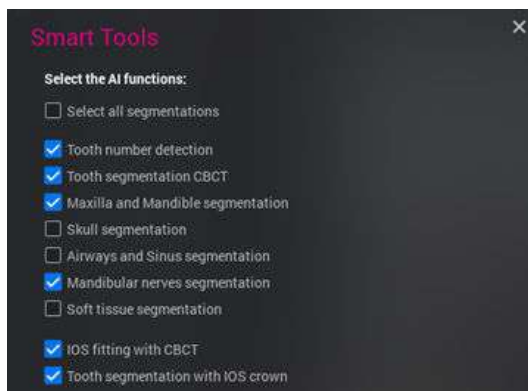 Smart Tools
Select the AI functions:
Select all segmentations
Tooth number detection
Tooth segmentation CBCT
Maxilla and Mandible segmentation
Skull segmentation
Airways and Sinus segmentation
Mandibular nerves segmentation
Soft tissue segmentation
IOS fitting with CBCT
Tooth segmentation with IOS crown